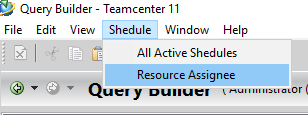 Query Builder - Teamcenter 11
File Edit View Shedule Window Help
All Active Shedules
Resource Assignee
Query Builder ( Administrator (